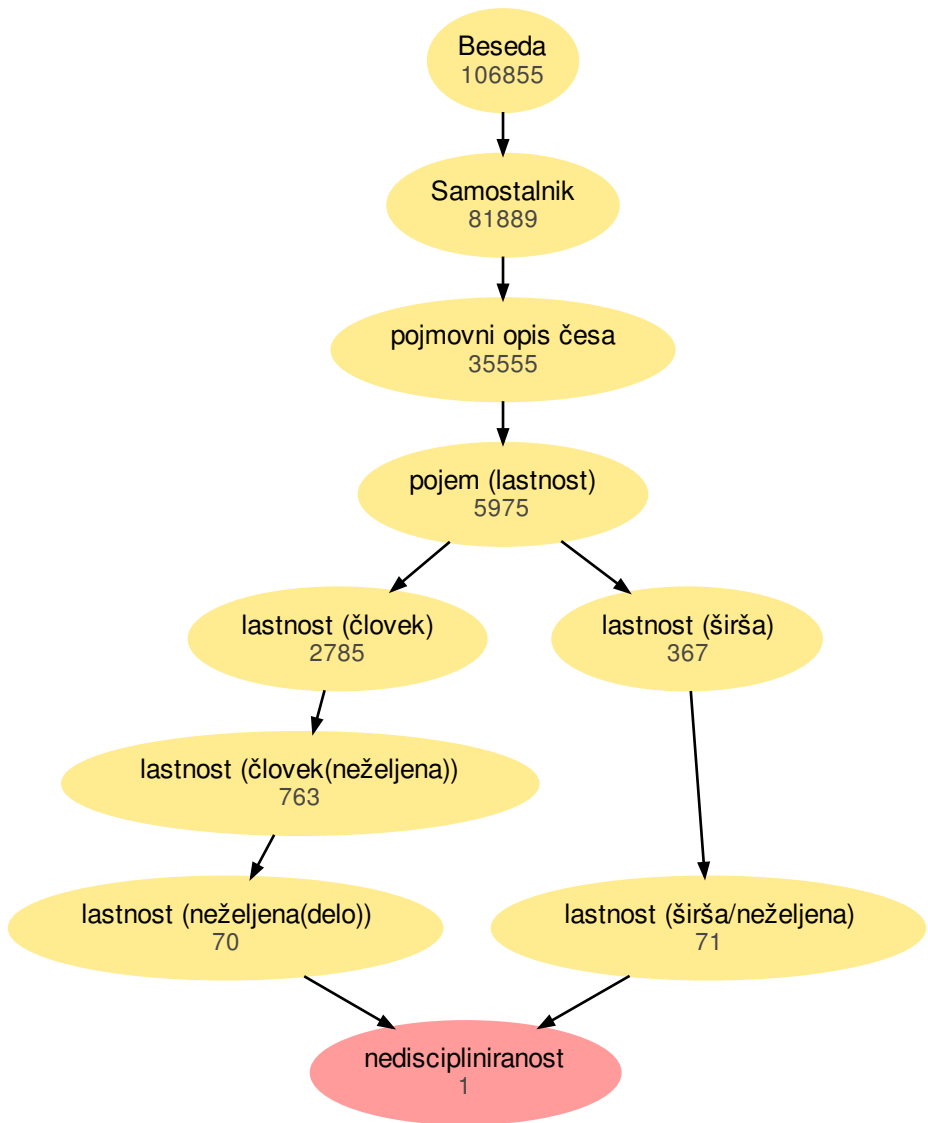 Beseda
106855
Samostalnik
81889
pojmovni opis česa
35555
pojem (lastnost)
5975
lastnost (človek)
2785
lastnost (širša)
367
lastnost (človek(neželjena))
763
lastnost (neželjena(delo))
70
lastnost (širša/neželjena)
71
nediscipliniranost
1